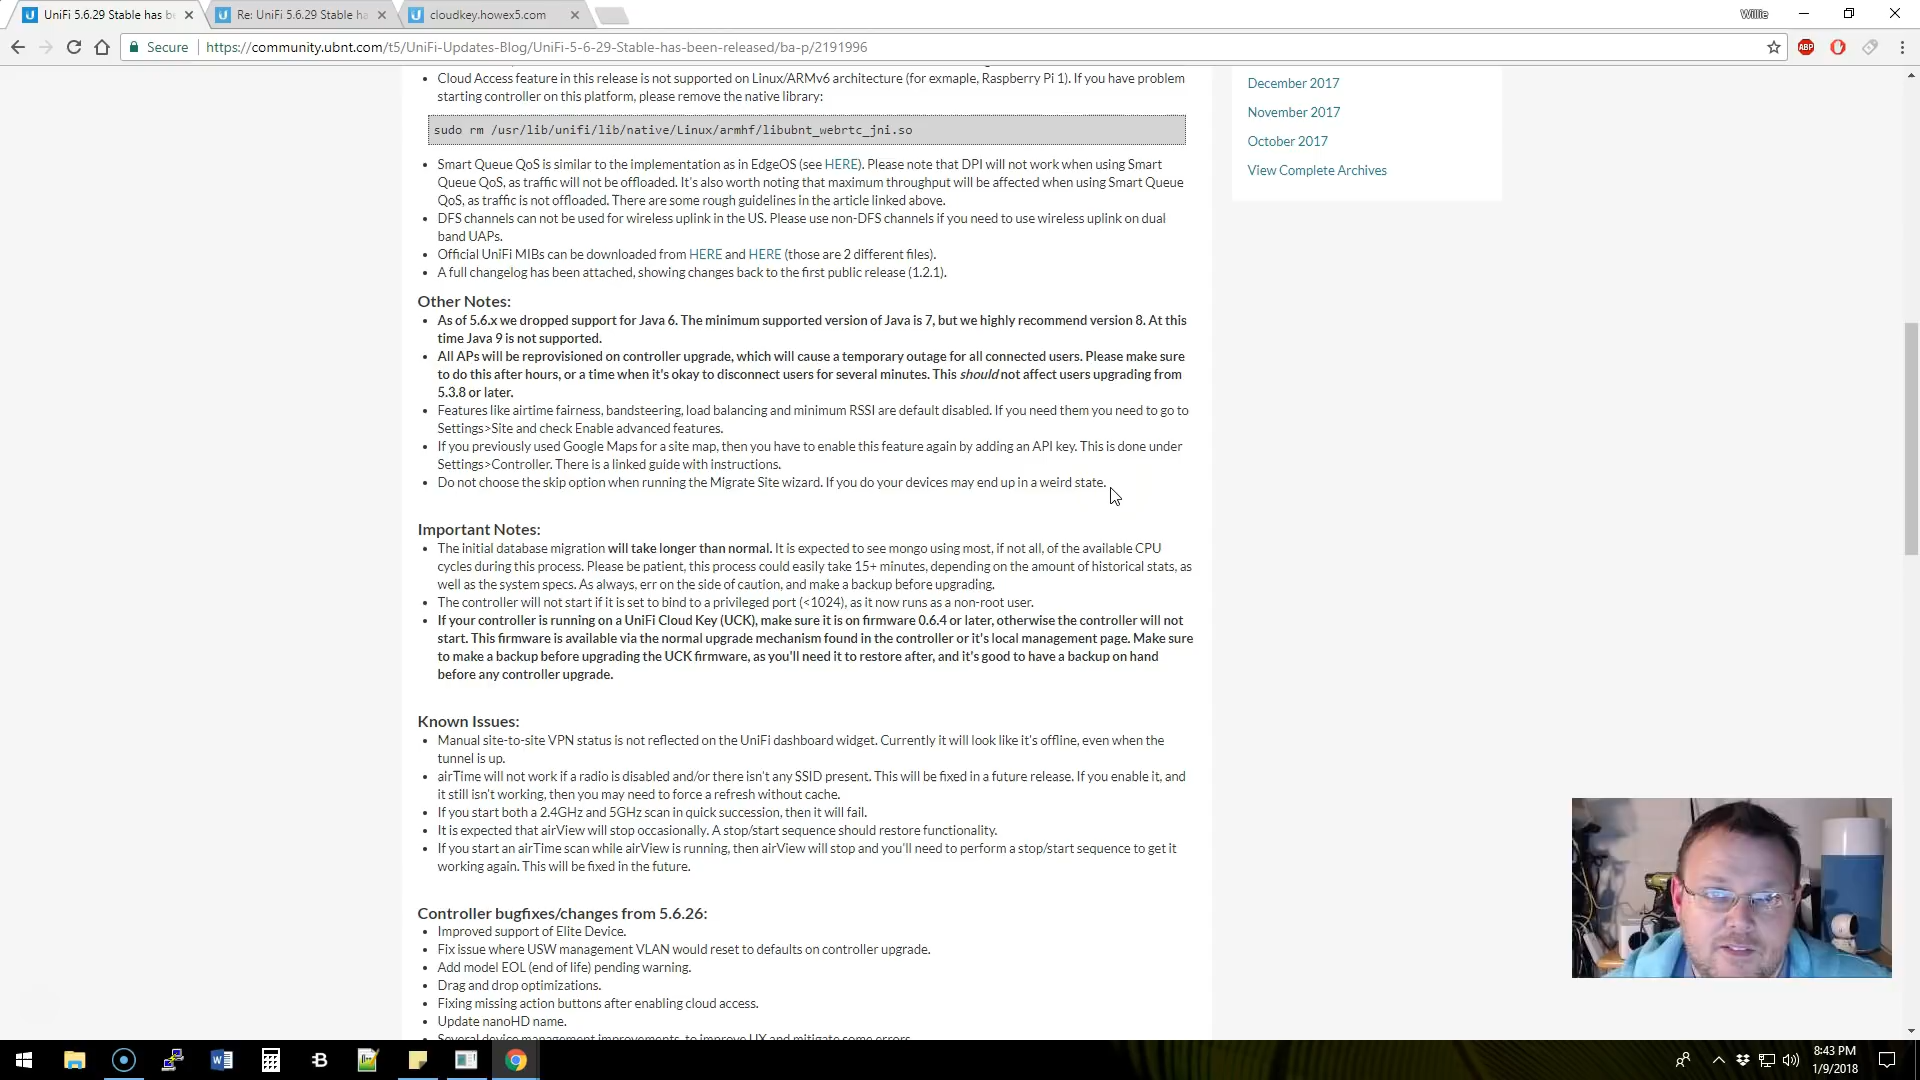 UniFi 5.6.29 Stable has be
Re: UniFi 5.6.29 Stable ha
cloudkey.howex5.com
Willie
Secure
https://community.ubnt.com/t5/UniFi-Updates-Blog/UniFi-5-6-29-Stable-has-been-released/ba-p/2191996
ABP
Cloud Access feature in this release is not supported on Linux/ARMv6 architecture (for exmaple, Raspberry Pi 1). If you have problem
starting controller on this platform, please remove the native library:
sudo rm /usr/lib/unifi/lib/native/Linux/armhf/libubnt_webrtc_jni.so
Smart Queue QoS is similar to the implementation as in EdgeOS (see HERE). Please note that DPI will not work when using Smart
Queue QoS, as traffic will not be offloaded. It's also worth noting that maximum throughput will be affected when using Smart Queue
QoS, as traffic is not offloaded. There are some rough guidelines in the article linked above.
DFS channels can not be used for wireless uplink in the US. Please use non-DFS channels if you need to use wireless uplink on dual
band UAPs.
Official UniFi MIBs can be downloaded from HERE and HERE (those are 2 different files).
A full changelog has been attached, showing changes back to the first public release (1.2.1).
Other Notes:
As of 5.6.x we dropped support for Java 6. The minimum supported version of Java is 7, but we highly recommend version 8. At this
time Java 9 is not supported.
All APs will be reprovisioned on controller upgrade, which will cause a temporary outage for all connected users. Please make sure
to do this after hours, or a time when it's okay to disconnect users for several minutes. This should not affect users upgrading from
5.3.8 or later.
Features like airtime fairness, bandsteering, load balancing and minimum RSSI are default disabled. If you need them you need to go to
Settings>Site and check Enable advanced features.
If you previously used Google Maps for a site map, then you have to enable this feature again by adding an API key. This is done under
Settings>Controller. There is a linked guide with instructions.
Do not choose the skip option when running the Migrate Site wizard. If you do your devices may end up in a weird state.
Important Notes:
The initial database migration will take longer than normal. It is expected to see mongo using most, if not all, of the available CPU
cycles during this process. Please be patient, this process could easily take 15+ minutes, depending on the amount of historical stats, as
well as the system specs. As always, err on the side of caution, and make a backup before upgrading.
The controller will not start if it is set to bind to a privileged port (<1024), as it now runs as a non-root user.
If your controller is running on a UniFi Cloud Key (UCK), make sure it is on firmware 0.6.4 or later, otherwise the controller will not
start. This firmware is available via the normal upgrade mechanism found in the controller or it's local management page. Make sure
to make a backup before upgrading the UCK firmware, as you'll need it to restore after, and it's good to have a backup on hand
before any controller upgrade.
Known Issues:
Manual site-to-site VPN status is not reflected on the UniFi dashboard widget. Currently it will look like it's offline, even when the
tunnel is up.
airTime will not work if a radio is disabled and/or there isn't any SSID present. This will be fixed in a future release. If you enable it, and
it still isn't working, then you may need to force a refresh without cache.
If you start both a 2.4GHz and 5GHz scan in quick succession, then it will fail.
It is expected that airView will stop occasionally. A stop/start sequence should restore functionality.
If you start an airTime scan while airView is running, then airView will stop and you'll need to perform a stop/start sequence to get it
working again. This will be fixed in the future.
Controller bugfixes/changes from 5.6.26:
Improved support of Elite Device.
Fix issue where USW management VLAN would reset to defaults on controller upgrade.
Add model EOL (end of life) pending warning.
Drag and drop optimizations.
Fixing missing action buttons after enabling cloud access.
Update nanoHD name.
Several device management improvements, to improve UX and mitigate some errors.
December 2017
November 2017
October 2017
View Complete Archives
8:43 PM
1/9/2018